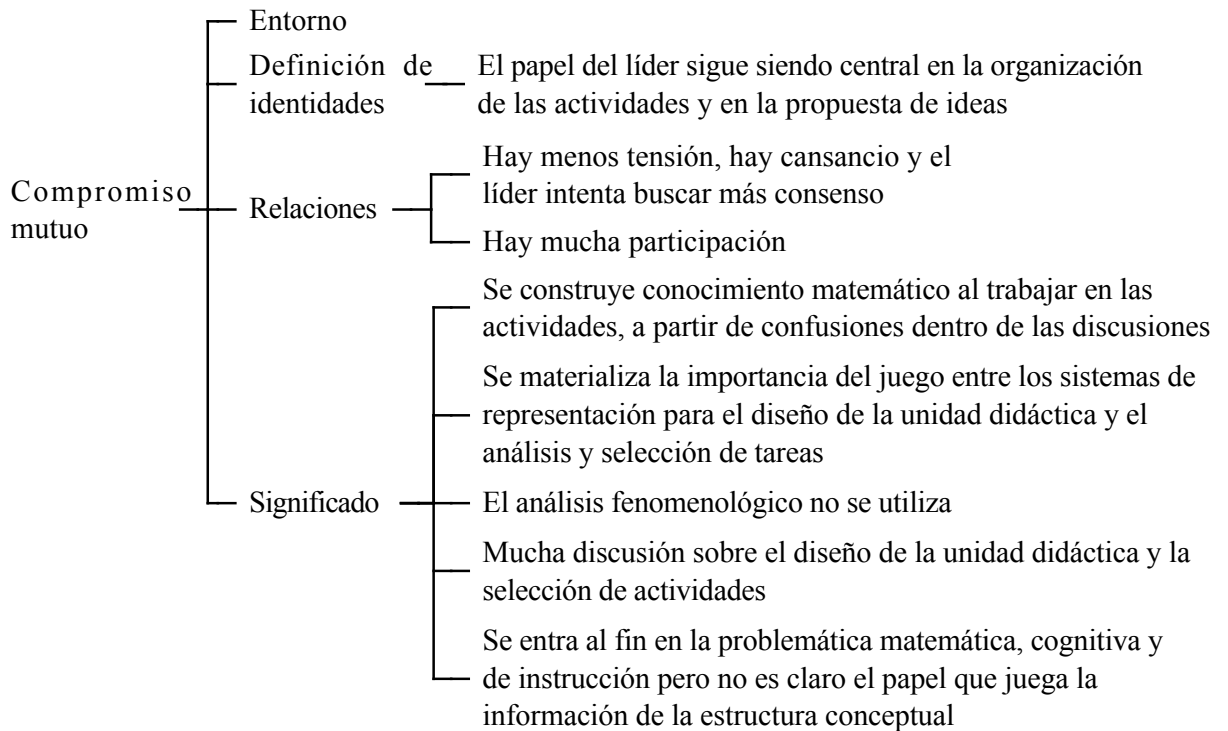 Entorno
Definición de
identidades
El papel del líder sigue siendo central en la organización
de las actividades y en la propuesta de ideas
Compromiso
mutuo
Relaciones
Hay menos tensión, hay cansancio y el
líder intenta buscar más consenso
Hay mucha participación
Significado
Se construye conocimiento matemático al trabajar en las
actividades, a partir de confusiones dentro de las discusiones
Se materializa la importancia del juego entre los sistemas de
representación para el diseño de la unidad didáctica y el
análisis y selección de tareas
El análisis fenomenológico no se utiliza
Mucha discusión sobre el diseño de la unidad didáctica y la
selección de actividades
Se entra al fin en la problemática matemática, cognitiva y
de instrucción pero no es claro el papel que juega la
información de la estructura conceptual